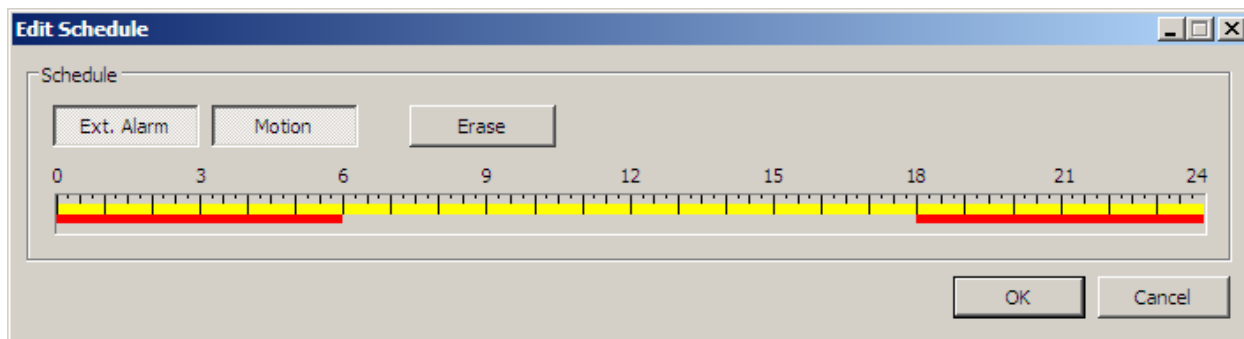 Edit Schedule
Schedule
Ext. Alarm Motion Erase
0 3 6 9 12 15 18 21 24
OK Cancel